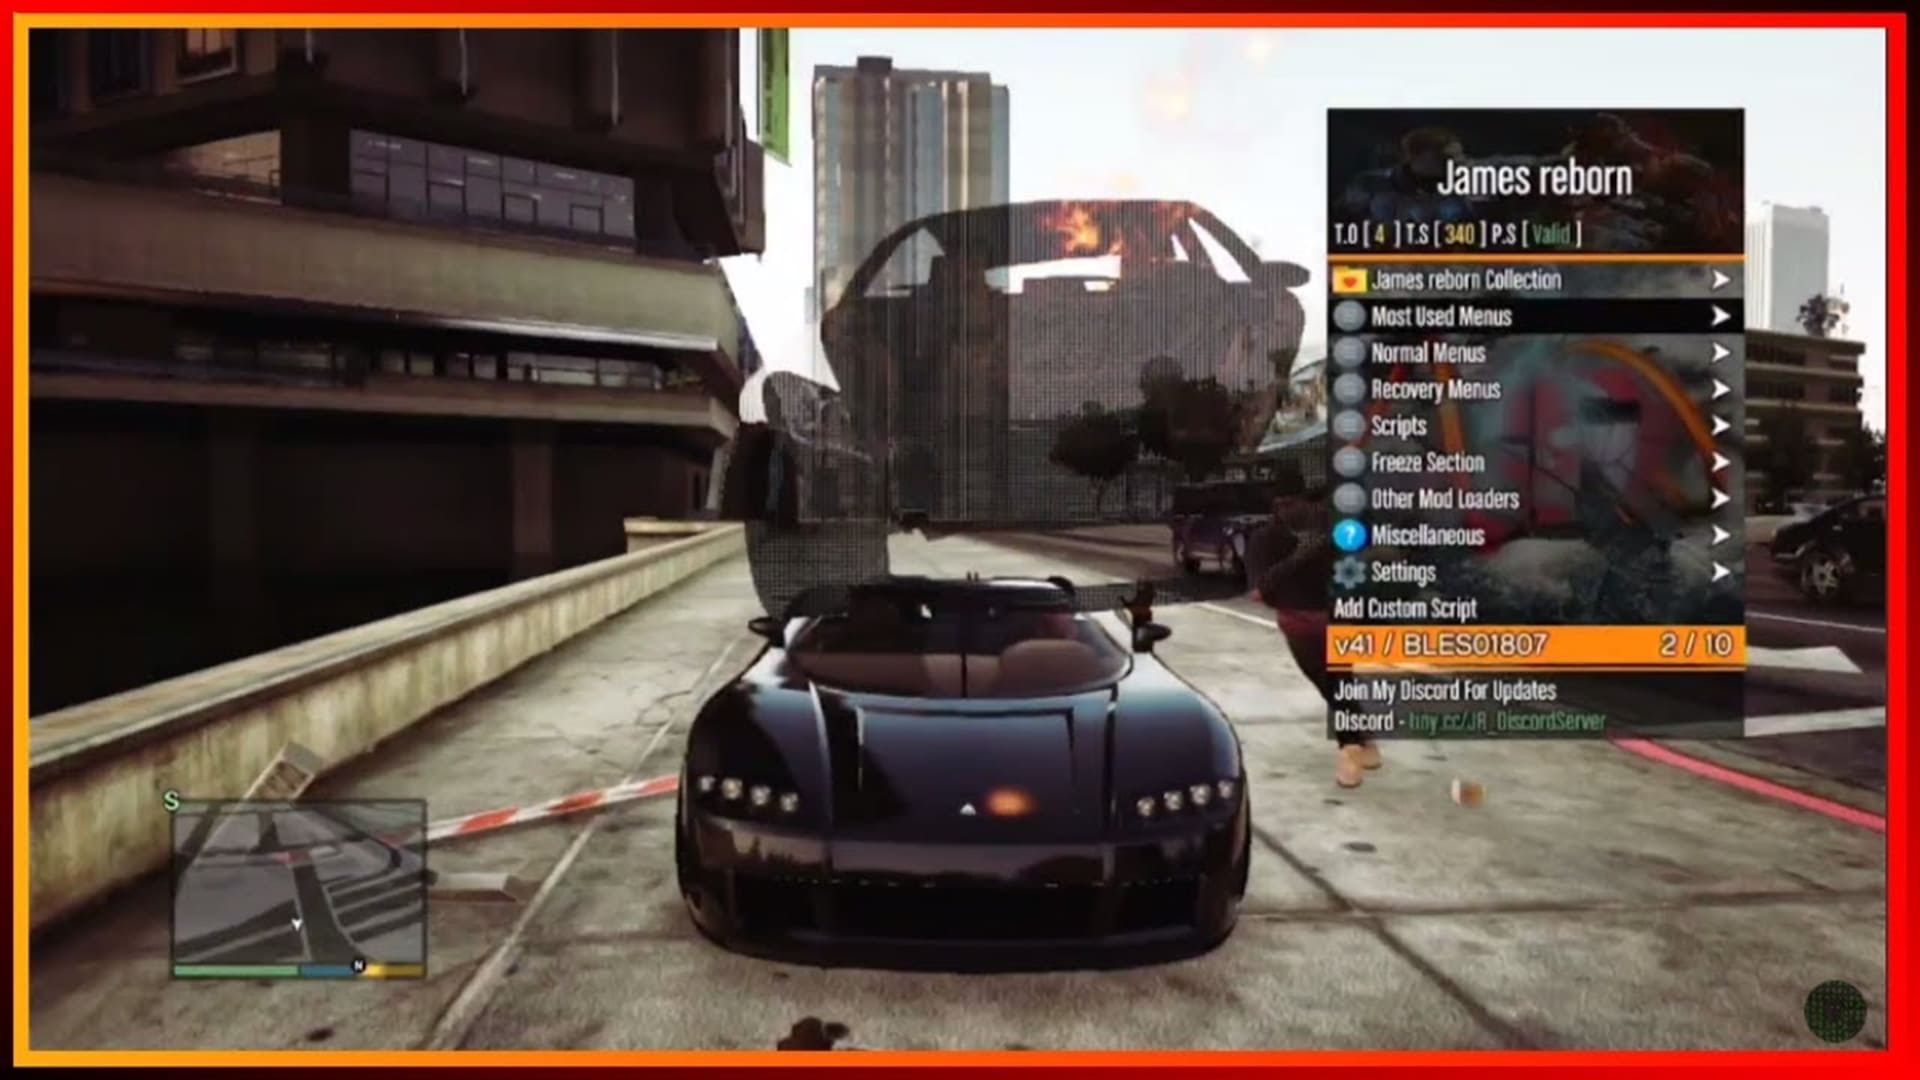 James reborn
T.O [ 4 ] T.S [ 340 ] P.S [ Valid ]
James reborn Collection
Most Used Menus
Normal Menus
Recovery Menus
Scripts
Freeze Section
Other Mod Loaders
Miscellaneous
Settings
Add Custom Script
v41 / BLES01807 2 / 10
Join My Discord For Updates
Discord - tiny.cc/JR_DiscordServer
S
N